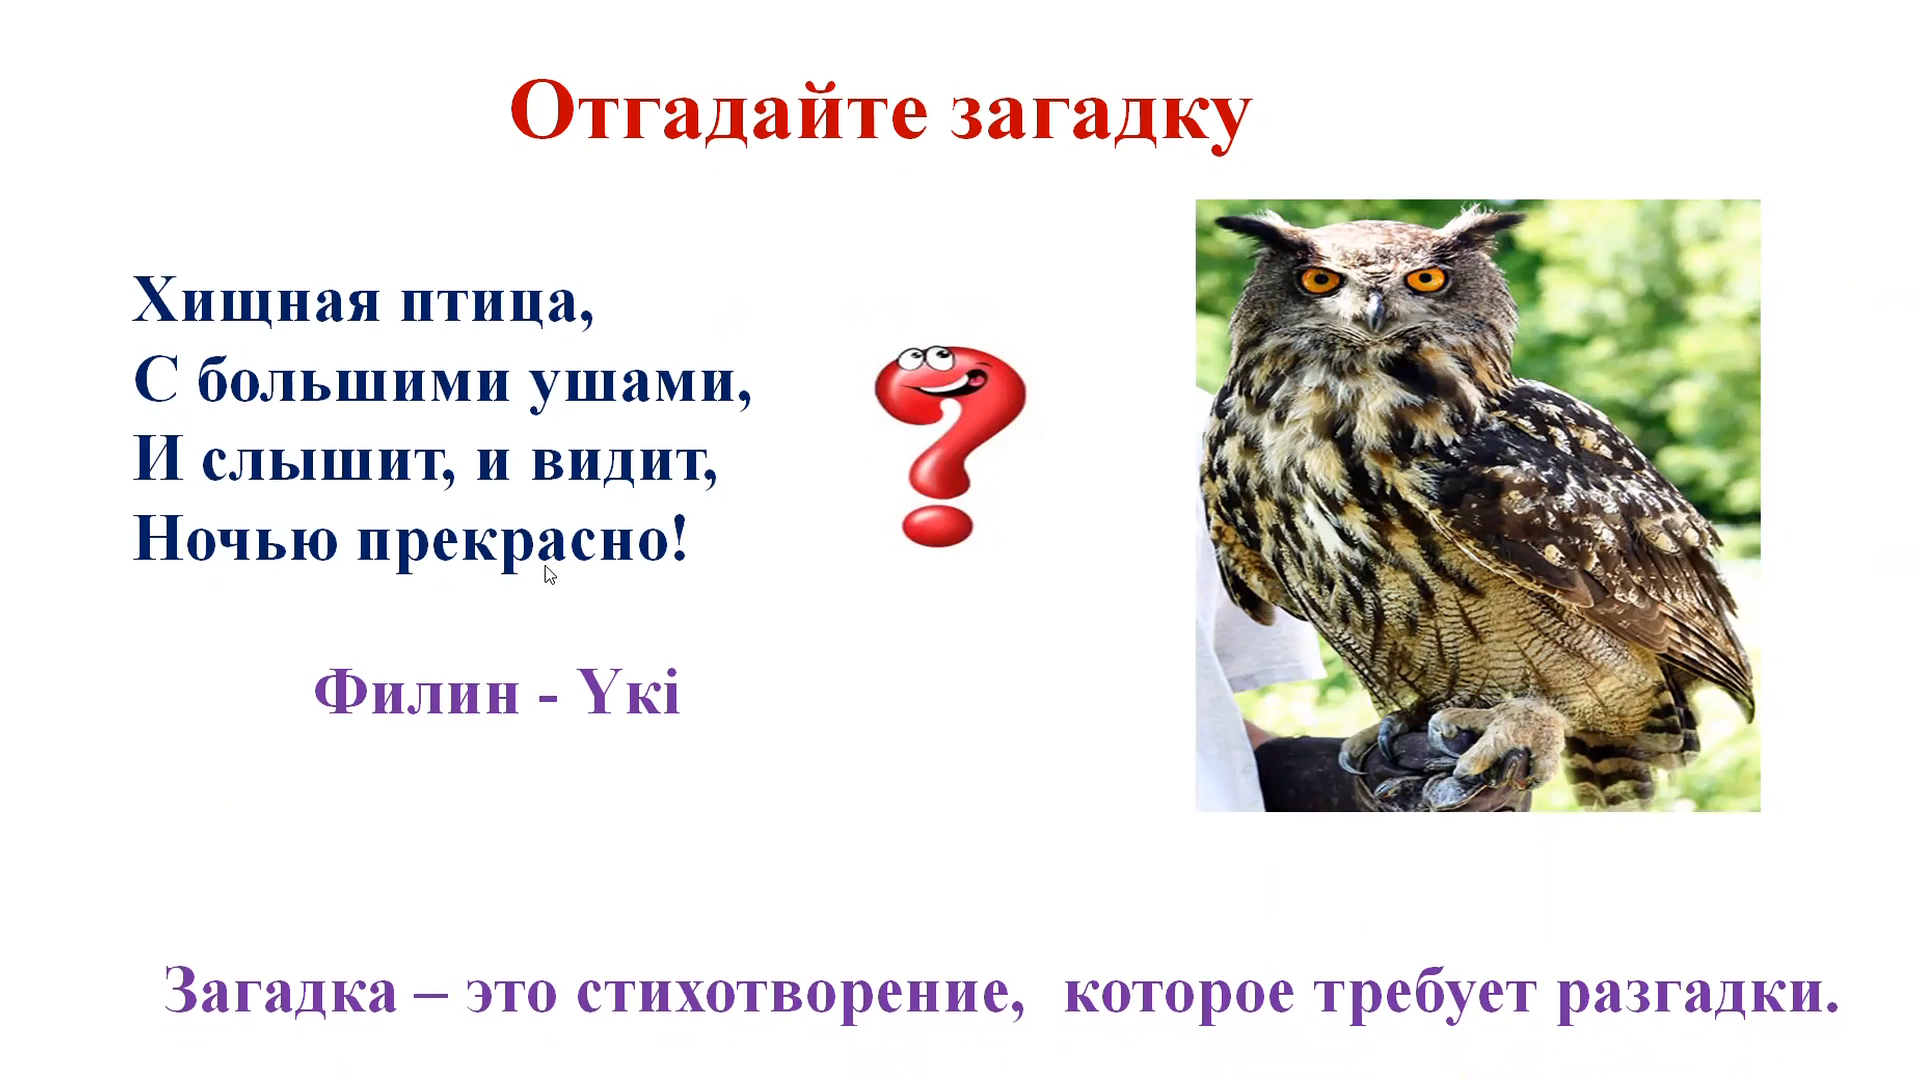 Отгадайте загадку
Хищная птица,
С большими ушами,
И слышит, и видит,
Ночью прекрасно!
Филин - Үкі
Загадка – это стихотворение, которое требует разгадки.